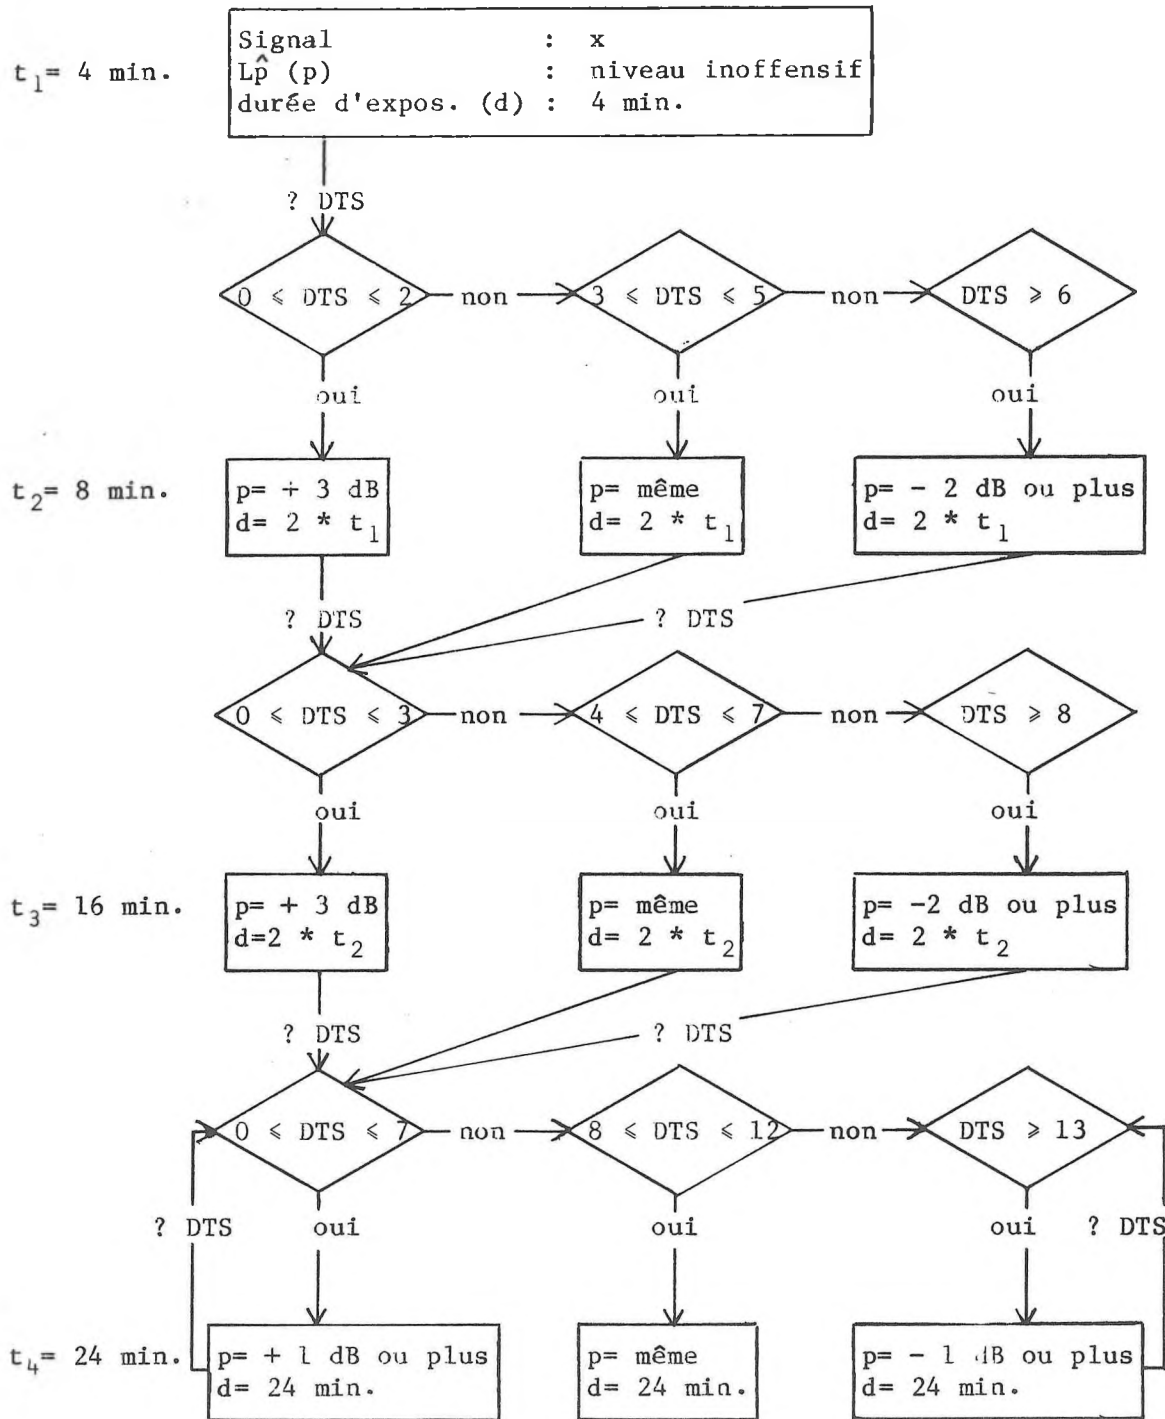 t₁= 4 min.
Signal : x
Lp̂ (p) : niveau inoffensif
durée d'expos. (d) : 4 min.
? DTS
0 ⩽ DTS ⩽ 2 non 3 ⩽ DTS ⩽ 5 non DTS ⩾ 6
oui oui oui
t₂= 8 min.
p= + 3 dB
d= 2 * t₁
p= même
d= 2 * t₁
p= - 2 dB ou plus
d= 2 * t₁
? DTS ? DTS
0 ⩽ DTS ⩽ 3 non 4 ⩽ DTS ⩽ 7 non DTS ⩾ 8
oui oui oui
t₃= 16 min.
p= + 3 dB
d=2 * t₂
p= même
d= 2 * t₂
p= -2 dB ou plus
d= 2 * t₂
? DTS ? DTS
0 ⩽ DTS ⩽ 7 non 8 ⩽ DTS ⩽ 12 non DTS ⩾ 13
? DTS oui oui oui ? DTS
t₄= 24 min.
p= + 1 dB ou plus
d= 24 min.
p= même
d= 24 min.
p= - 1 dB ou plus
d= 24 min.